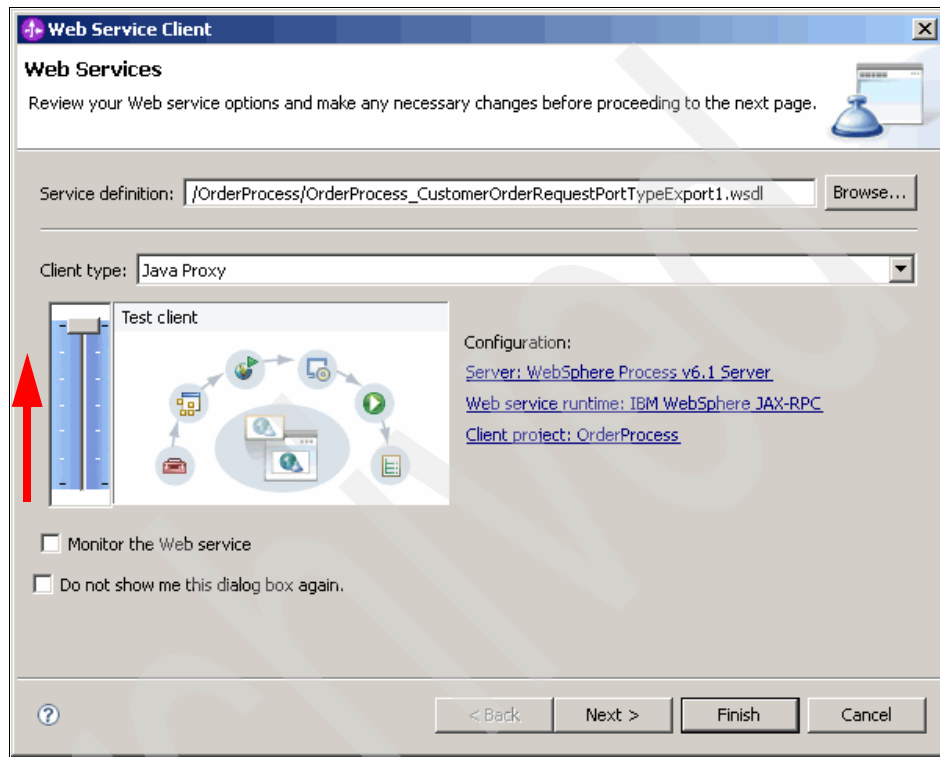 Web Service Client
Web Services
Review your Web service options and make any necessary changes before proceeding to the next page.
Service definition: /OrderProcess/OrderProcess_CustomerOrderRequestPortTypeExport1.wsdl Browse...
Client type: Java Proxy
Test client
Configuration:
Server: WebSphere Process v6.1 Server
Web service runtime: IBM WebSphere JAX-RPC
Client project: OrderProcess
Monitor the Web service
Do not show me this dialog box again.
< Back Next > Finish Cancel